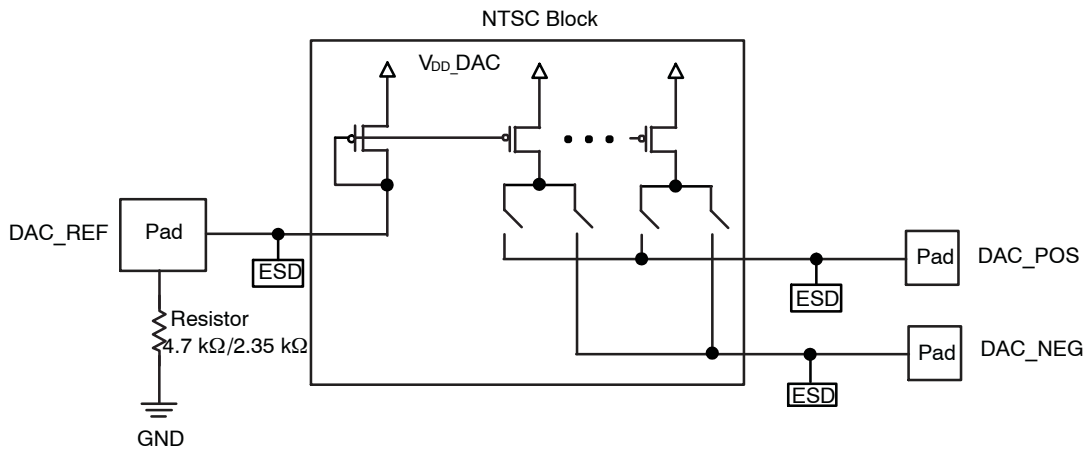 NTSC Block
VDD_DAC
DAC_REF
Pad
ESD
Resistor
4.7 kΩ/2.35 kΩ
GND
Pad
DAC_POS
ESD
Pad
DAC_NEG
ESD